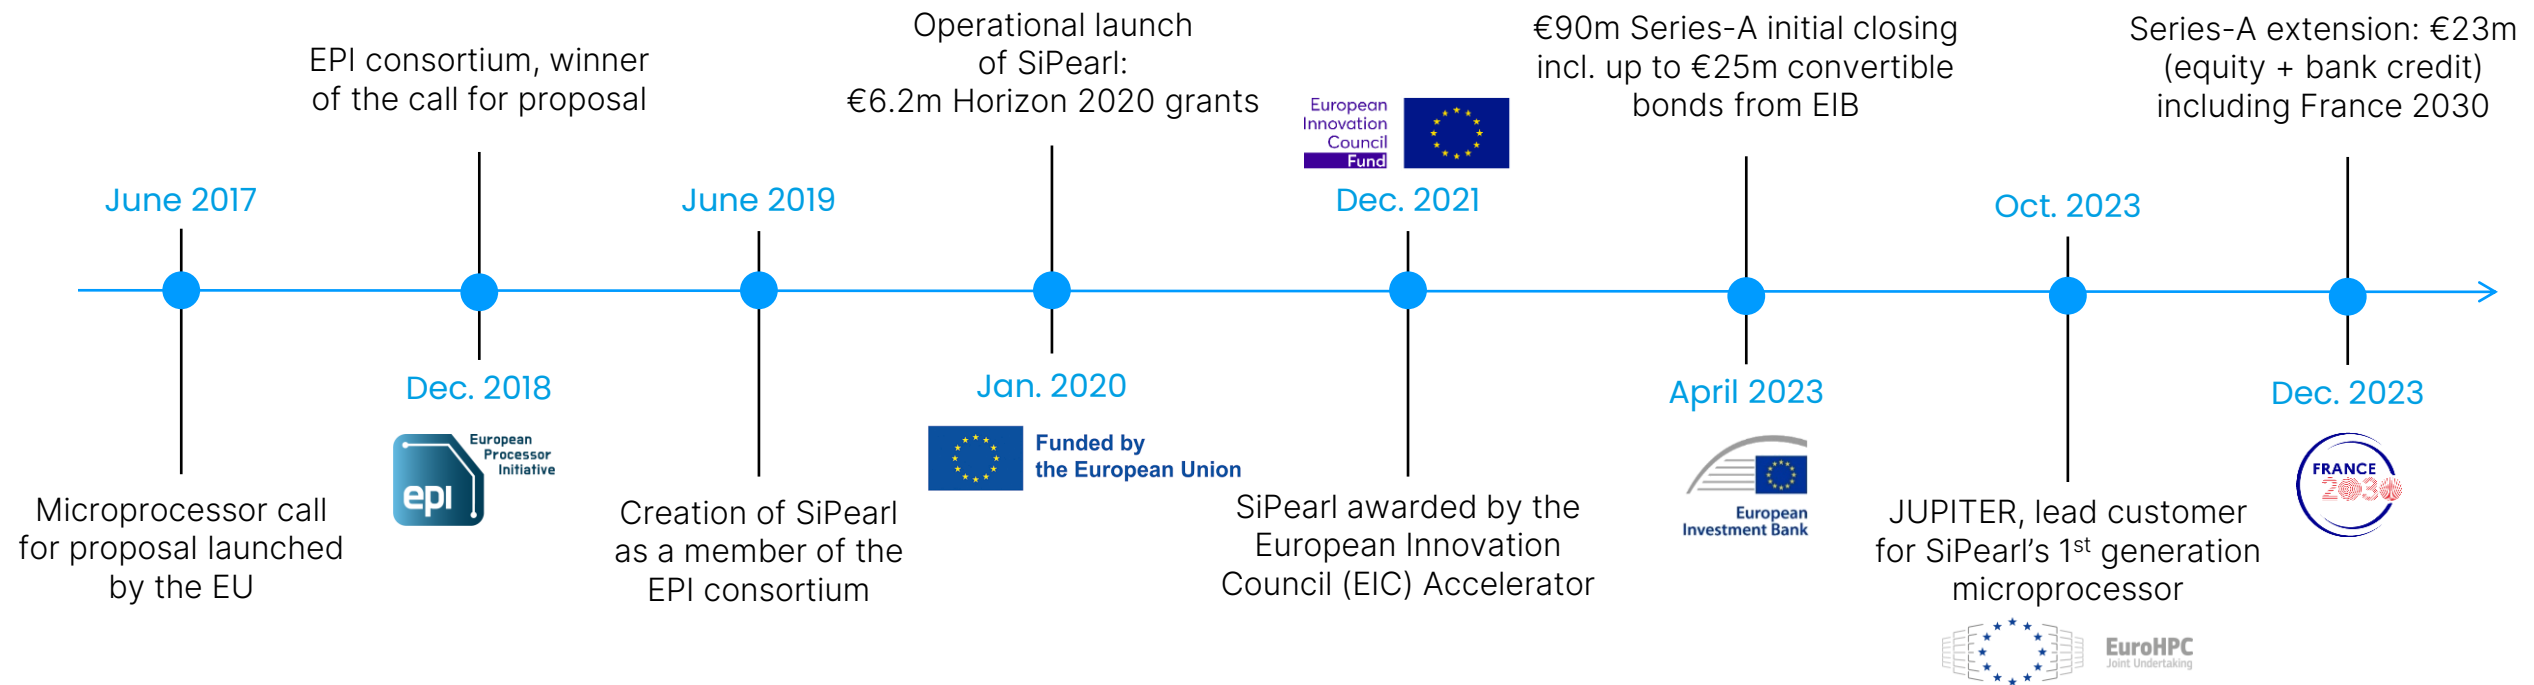 June 2017
Microprocessor call
for proposal launched
by the EU
EPI consortium, winner
of the call for proposal
Dec. 2018
epi
European
Processor
Initiative
June 2019
Creation of SiPearl
as a member of the
EPI consortium
Operational launch
of SiPearl:
€6.2m Horizon 2020 grants
Jan. 2020
Funded by
the European Union
European
Innovation
Council
Fund
Dec. 2021
SiPearl awarded by the
European Innovation
Council (EIC) Accelerator
€90m Series-A initial closing
incl. up to €25m convertible
bonds from EIB
April 2023
European
Investment Bank
Oct. 2023
JUPITER, lead customer
for SiPearl’s 1st generation
microprocessor
EuroHPC
Joint Undertaking
Series-A extension: €23m
(equity + bank credit)
including France 2030
Dec. 2023
FRANCE
2030